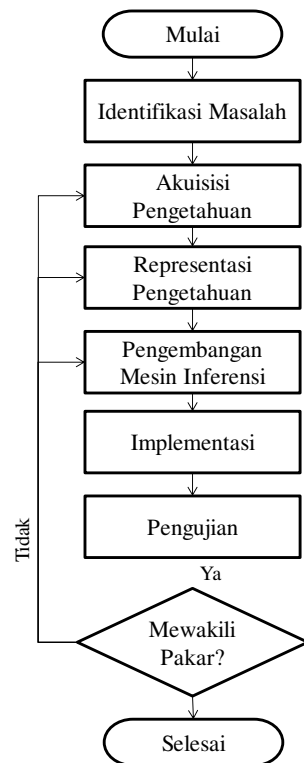 Mulai
Identifikasi Masalah
Akuisisi
Pengetahuan
Representasi
Pengetahuan
Pengembangan
Mesin Inferensi
Implementasi
Pengujian
Tidak
Ya
Mewakili
Pakar?
Selesai